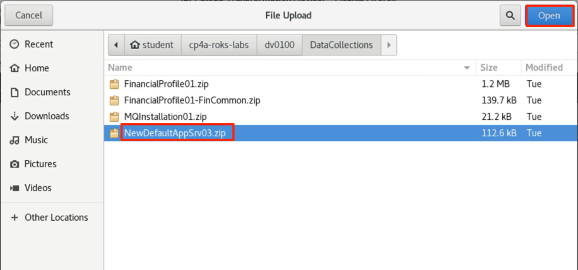 Cancel File Upload Open
Recent student cp4a-roks-labs dv0100 DataCollections
Home Name Size Modified
Documents FinancialProfile01.zip 1.2 MB Tue
FinancialProfile01-FinCommon.zip 139.7 kB Tue
Downloads MQInstallation01.zip 21.2 kB Tue
Music NewDefaultAppSrv03.zip 112.6 kB Tue
Pictures
Videos
+ Other Locations